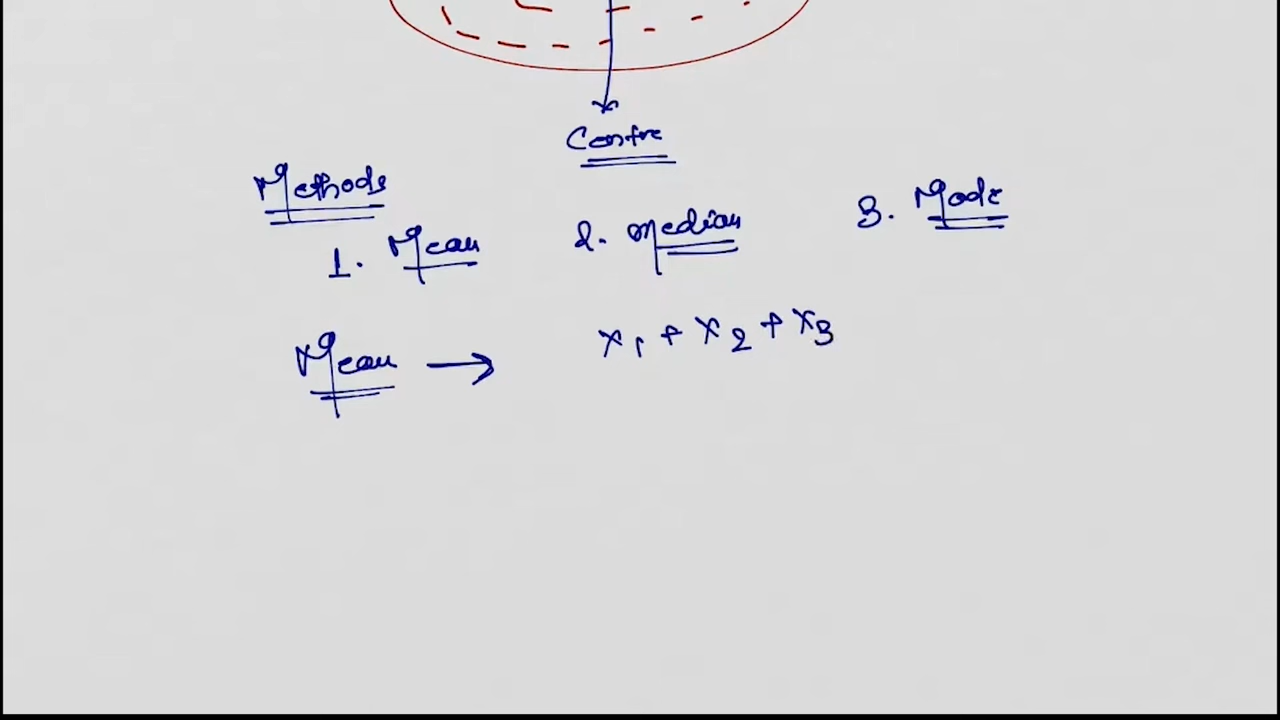 Centre
Methods
1. Mean 2. Median 3. Mode
Mean → x1 + x2 + x3